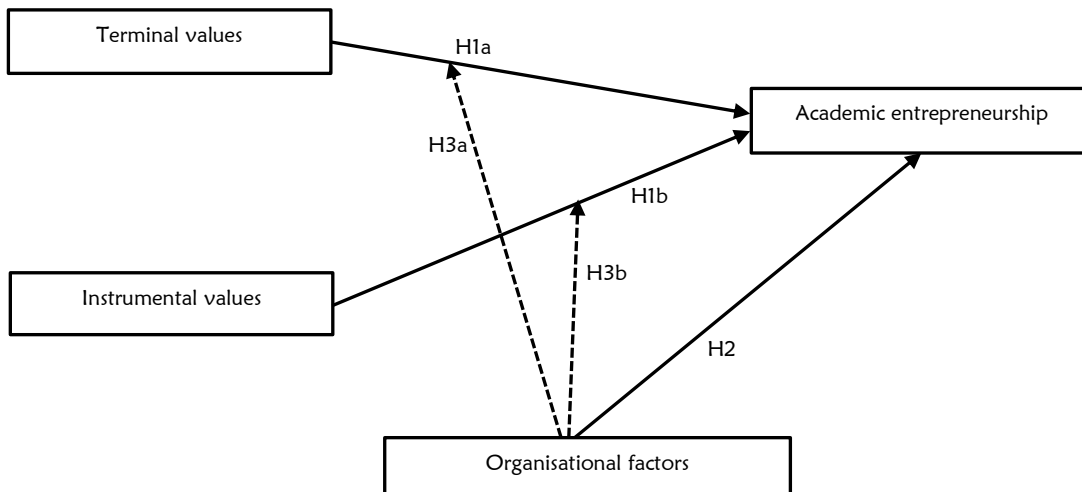 Terminal values
H1a
Academic entrepreneurship
H3a
H1b
H3b
Instrumental values
H2
Organisational factors